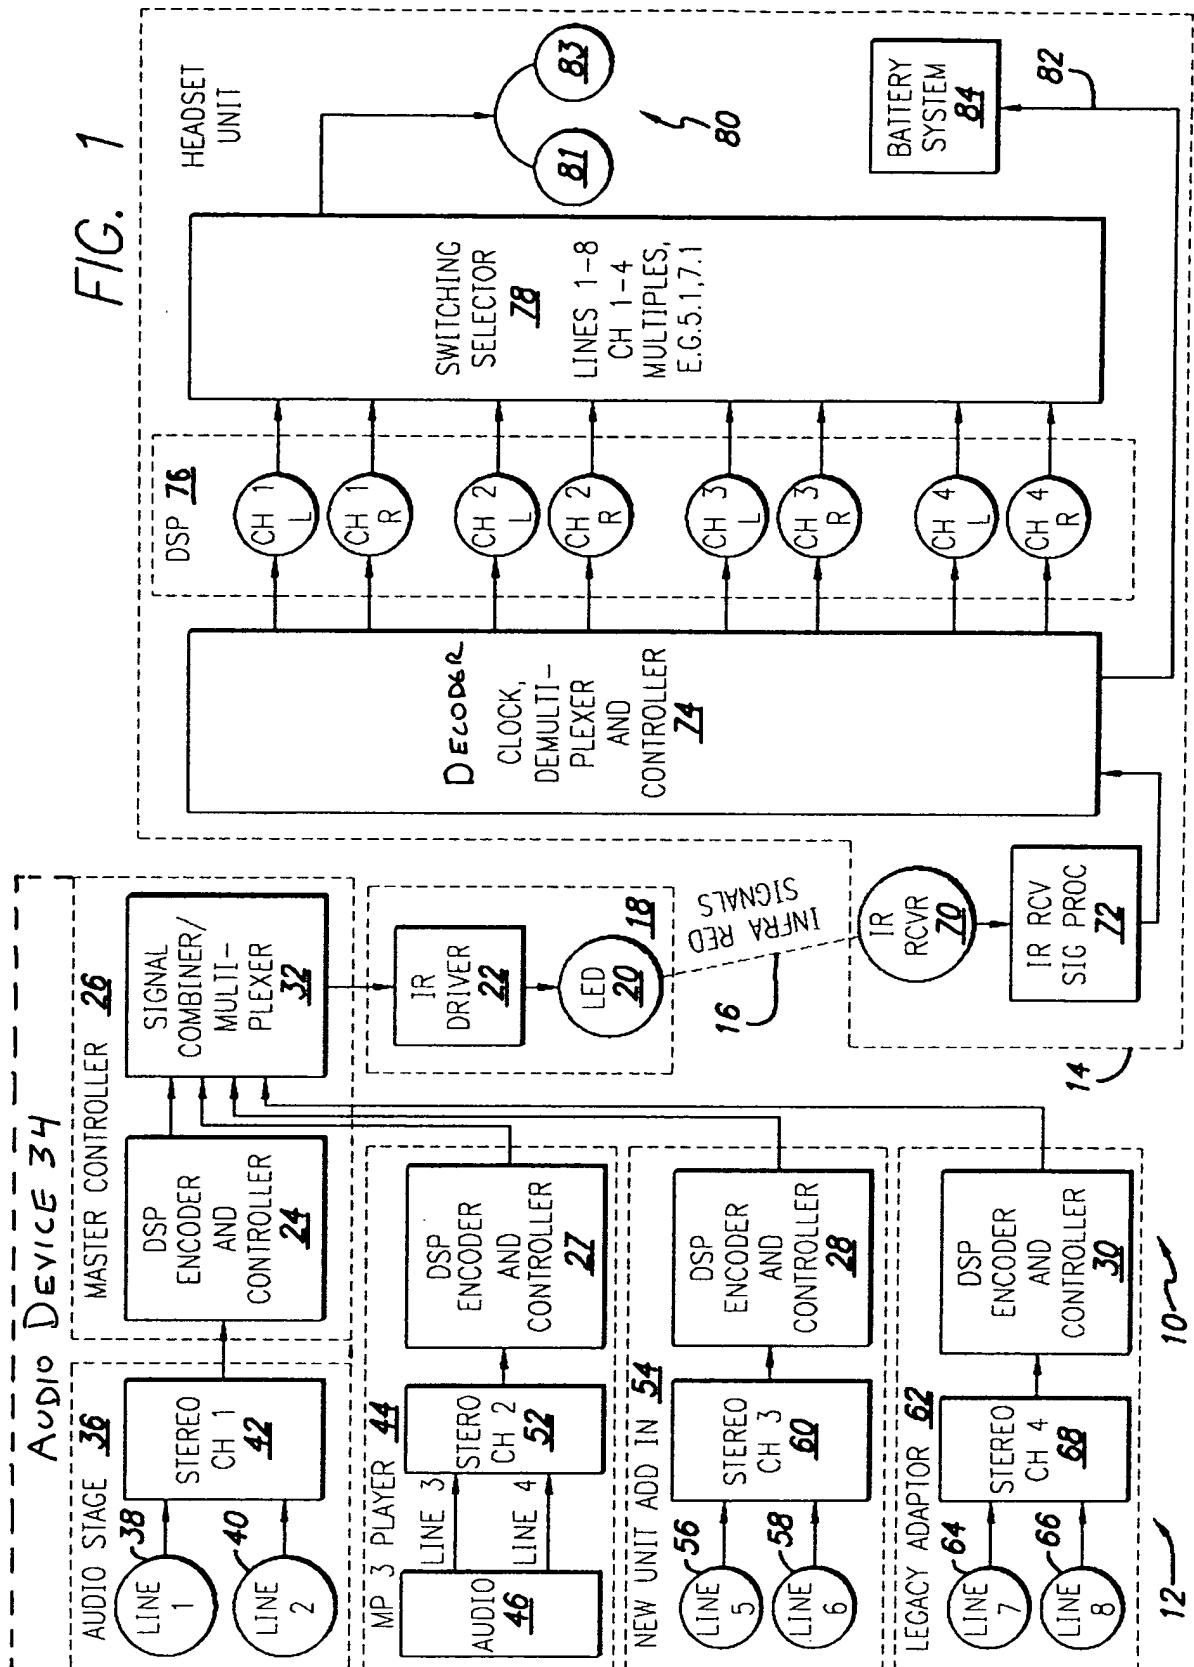 FIG. 1
AUDIO DEVICE 34
AUDIO STAGE 36
LINE
1
38
LINE
2
40
STEREO
CH 1
42
MASTER CONTROLLER 26
DSP
ENCODER
AND
CONTROLLER
24
SIGNAL
COMBINER/
MULTI-
PLEXER
32
MP 3 PLAYER 44
AUDIO
46
LINE 3
LINE 4
STERO
CH 2
52
DSP
ENCODER
AND
CONTROLLER
27
IR
DRIVER
22
LED
20
18
NEW UNIT ADD IN 54
LINE
5
56
LINE
6
58
STEREO
CH 3
60
DSP
ENCODER
AND
CONTROLLER
28
INFRA RED
SIGNALS
16
LEGACY ADAPTOR 62
LINE
7
64
LINE
8
66
STEREO
CH 4
68
DSP
ENCODER
AND
CONTROLLER
30
12
10
14
IR
RCVR
70
IR RCV
SIG PROC
72
DECODER
CLOCK,
DEMULTI-
PLEXER
AND
CONTROLLER
74
DSP 76
CH 1
L
CH 1
R
CH 2
L
CH 2
R
CH 3
L
CH 3
R
CH 4
L
CH 4
R
SWITCHING
SELECTOR
78
LINES 1-8
CH 1-4
MULTIPLES,
E.G.5.1,7.1
HEADSET
UNIT
81
83
80
BATTERY
SYSTEM
84
82